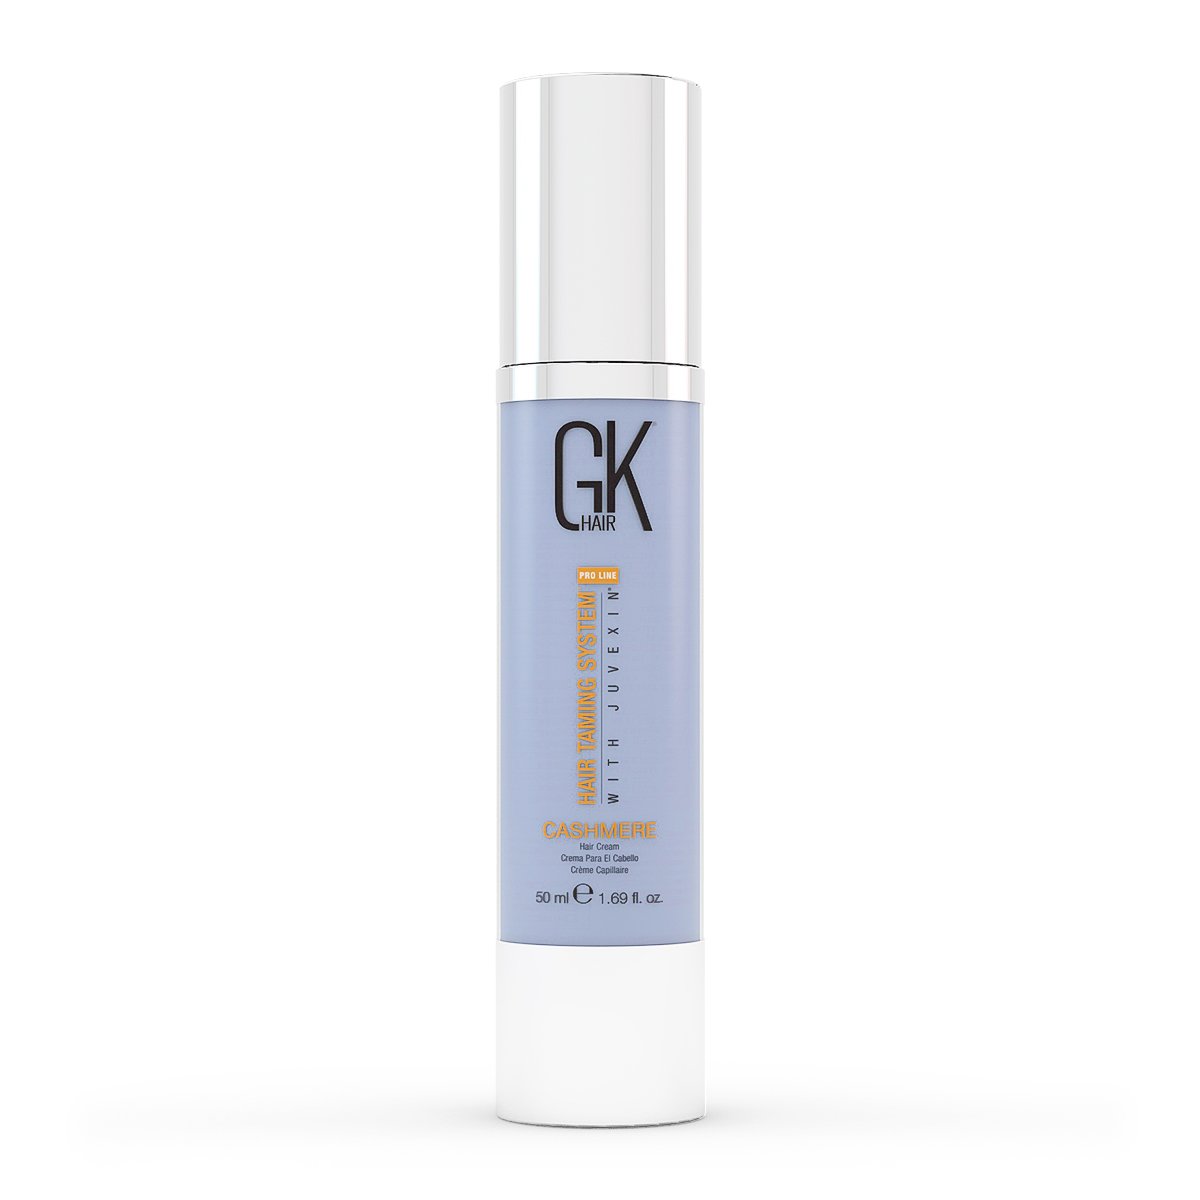 GK®
HAIR
PRO LINE
HAIR TAMING SYSTEM
WITH JUVEXIN®
CASHMERE
Hair Cream
Crema Para El Cabello
Crème Capillaire
50 ml ℮ 1.69 fl. oz.